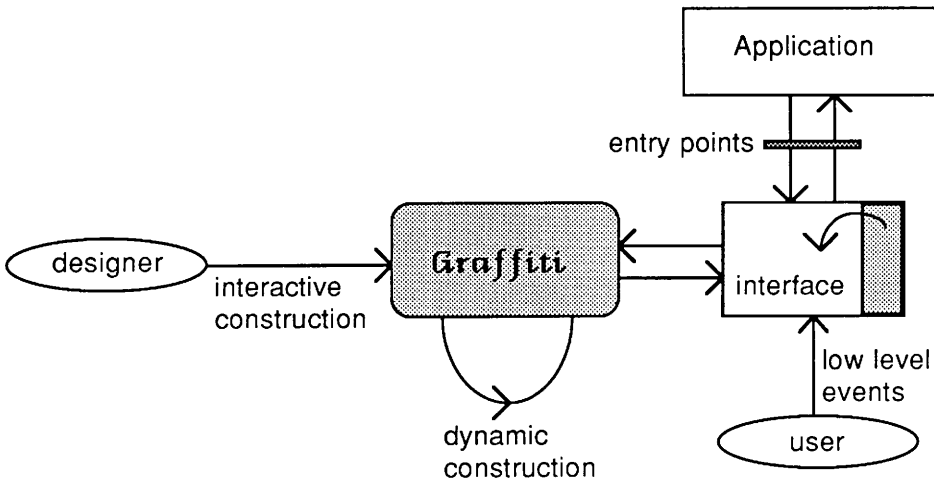 Application
entry points
designer
Graffiti
interactive
construction
interface
low level
events
dynamic
construction
user